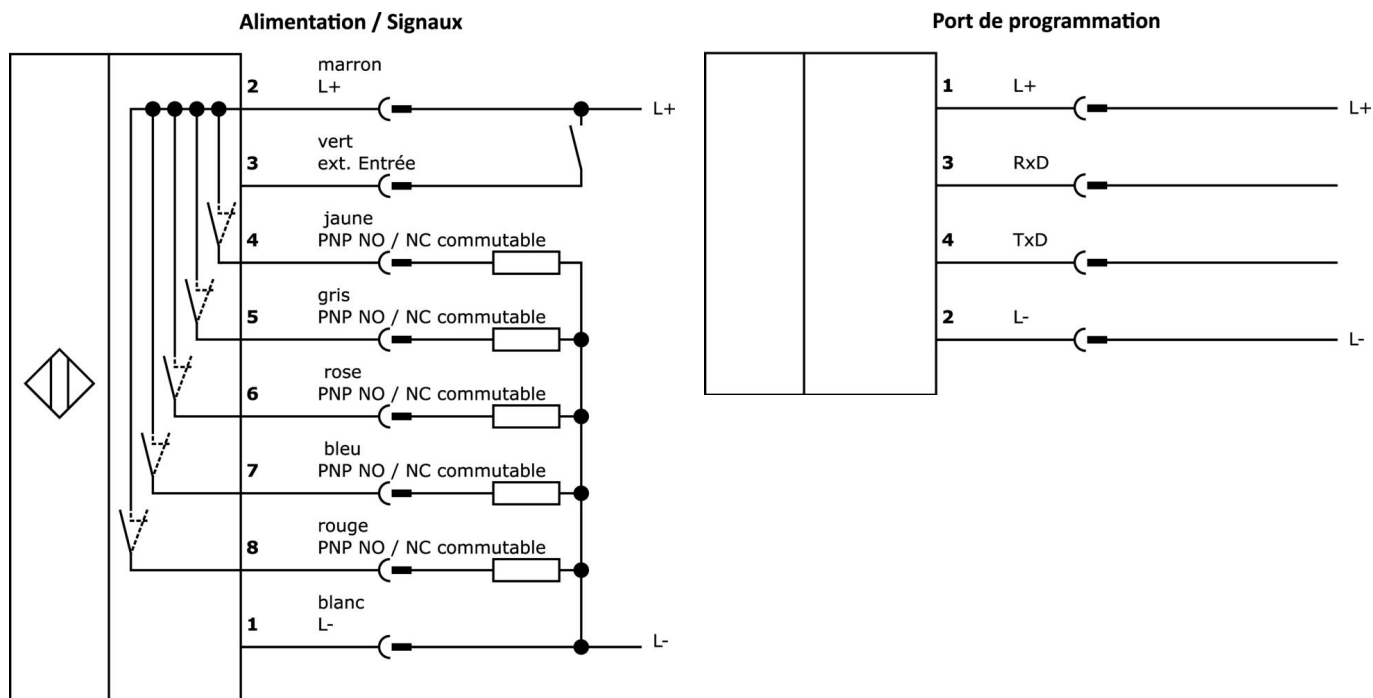 Alimentation / Signaux
marron
2 L+
L+
vert
3 ext. Entrée
jaune
4 PNP NO / NC commutable
gris
5 PNP NO / NC commutable
rose
6 PNP NO / NC commutable
bleu
7 PNP NO / NC commutable
rouge
8 PNP NO / NC commutable
blanc
1 L-
L-
Port de programmation
1 L+
L+
3 RxD
4 TxD
2 L-
L-